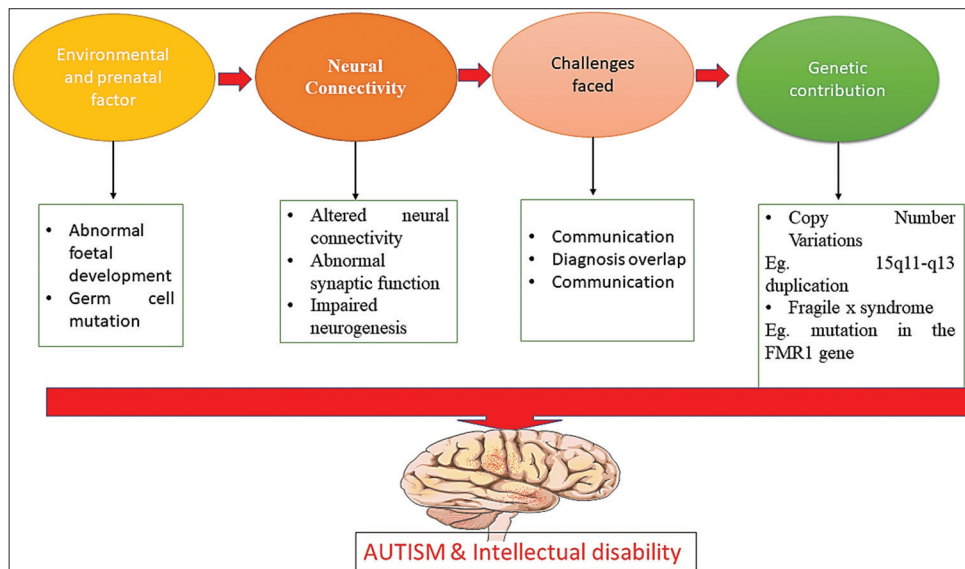 Environmental
and prenatal
factor
Neural
Connectivity
Challenges
faced
Genetic
contribution
• Abnormal
foetal
development
• Germ cell
mutation
• Altered neural
connectivity
• Abnormal
synaptic function
• Impaired
neurogenesis
• Communication
• Diagnosis overlap
• Communication
• Copy Number
Variations
Eg. 15q11-q13
duplication
• Fragile x syndrome
Eg. mutation in the
FMR1 gene
AUTISM & Intellectual disability